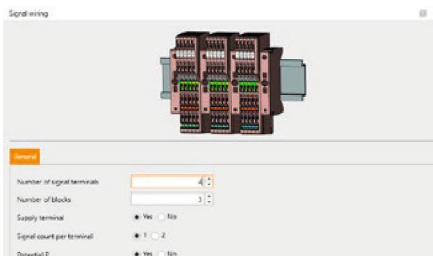 Signal wiring
General
Number of signal terminals 4
Number of blocks 3
Supply terminal Yes No
Signal count per terminal 1 2
Potential P Yes No